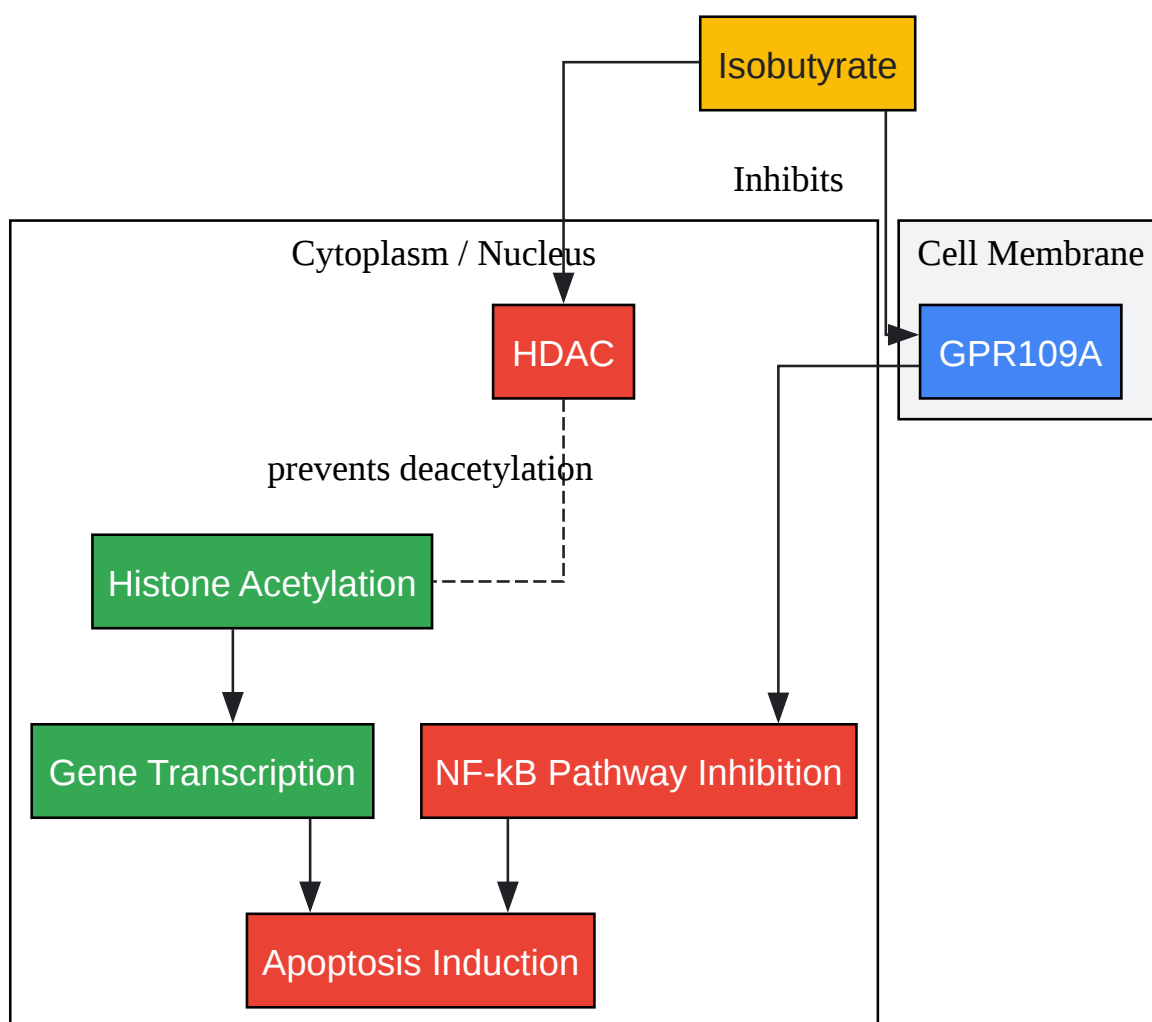 Isobutyrate
Inhibits
Cytoplasm / Nucleus
Cell Membrane
HDAC
GPR109A
prevents deacetylation
Histone Acetylation
Gene Transcription
NF-kB Pathway Inhibition
Apoptosis Induction